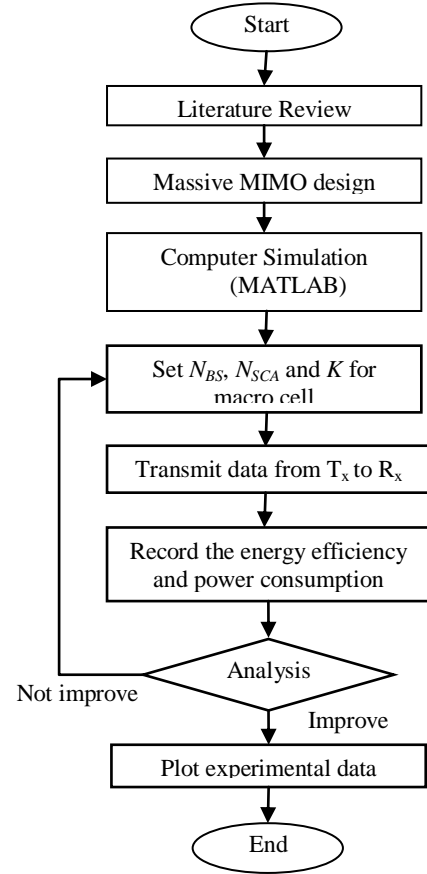 Start
Literature Review
Massive MIMO design
Computer Simulation
(MATLAB)
Set N_BS, N_SCA and K for
macro cell
Transmit data from T_x to R_x
Record the energy efficiency
and power consumption
Analysis
Not improve
Improve
Plot experimental data
End